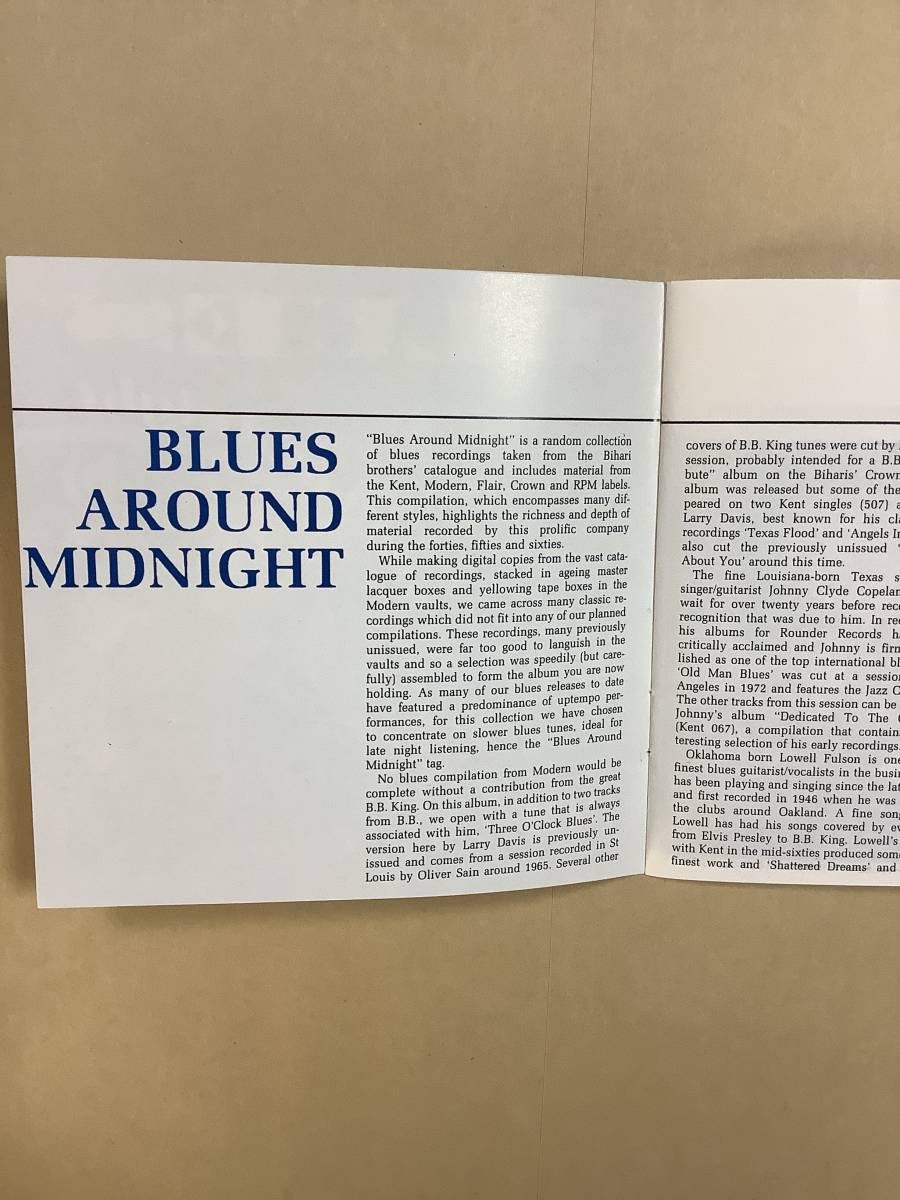 BLUES
AROUND
MIDNIGHT
“Blues Around Midnight” is a random collection
of blues recordings taken from the Bihari
brothers’ catalogue and includes material from
the Kent, Modern, Flair, Crown and RPM labels.
This compilation, which encompasses many dif-
ferent styles, highlights the richness and depth of
material recorded by this prolific company
during the forties, fifties and sixties.
While making digital copies from the vast cata-
logue of recordings, stacked in ageing master
lacquer boxes and yellowing tape boxes in the
Modern vaults, we came across many classic re-
cordings which did not fit into any of our planned
compilations. These recordings, many previously
unissued, were far too good to languish in the
vaults and so a selection was speedily (but care-
fully) assembled to form the album you are now
holding. As many of our blues releases to date
have featured a predominance of uptempo per-
formances, for this collection we have chosen
to concentrate on slower blues tunes, ideal for
late night listening, hence the “Blues Around
Midnight” tag.
No blues compilation from Modern would be
complete without a contribution from the great
B.B. King. On this album, in addition to two tracks
from B.B., we open with a tune that is always
associated with him, ‘Three O’Clock Blues’. The
version here by Larry Davis is previously un-
issued and comes from a session recorded in St
Louis by Oliver Sain around 1965. Several other
covers of B.B. King tunes were cut by
session, probably intended for a B.B
bute” album on the Biharis’ Crown
album was released but some of the
peared on two Kent singles (507) a
Larry Davis, best known for his cla
recordings ‘Texas Flood’ and ‘Angels In
also cut the previously unissued ‘
About You’ around this time.
The fine Louisiana-born Texas s
singer/guitarist Johnny Clyde Copelan
wait for over twenty years before rec
recognition that was due to him. In rec
his albums for Rounder Records h
critically acclaimed and Johnny is firm
lished as one of the top international bl
‘Old Man Blues’ was cut at a session
Angeles in 1972 and features the Jazz C
The other tracks from this session can be
Johnny’s album “Dedicated To The
(Kent 067), a compilation that contain
teresting selection of his early recordings.
Oklahoma born Lowell Fulson is one
finest blues guitarist/vocalists in the busin
has been playing and singing since the lat
and first recorded in 1946 when he was
the clubs around Oakland. A fine song
Lowell has had his songs covered by ev
from Elvis Presley to B.B. King. Lowell’s
with Kent in the mid-sixties produced som
finest work and ‘Shattered Dreams’ and